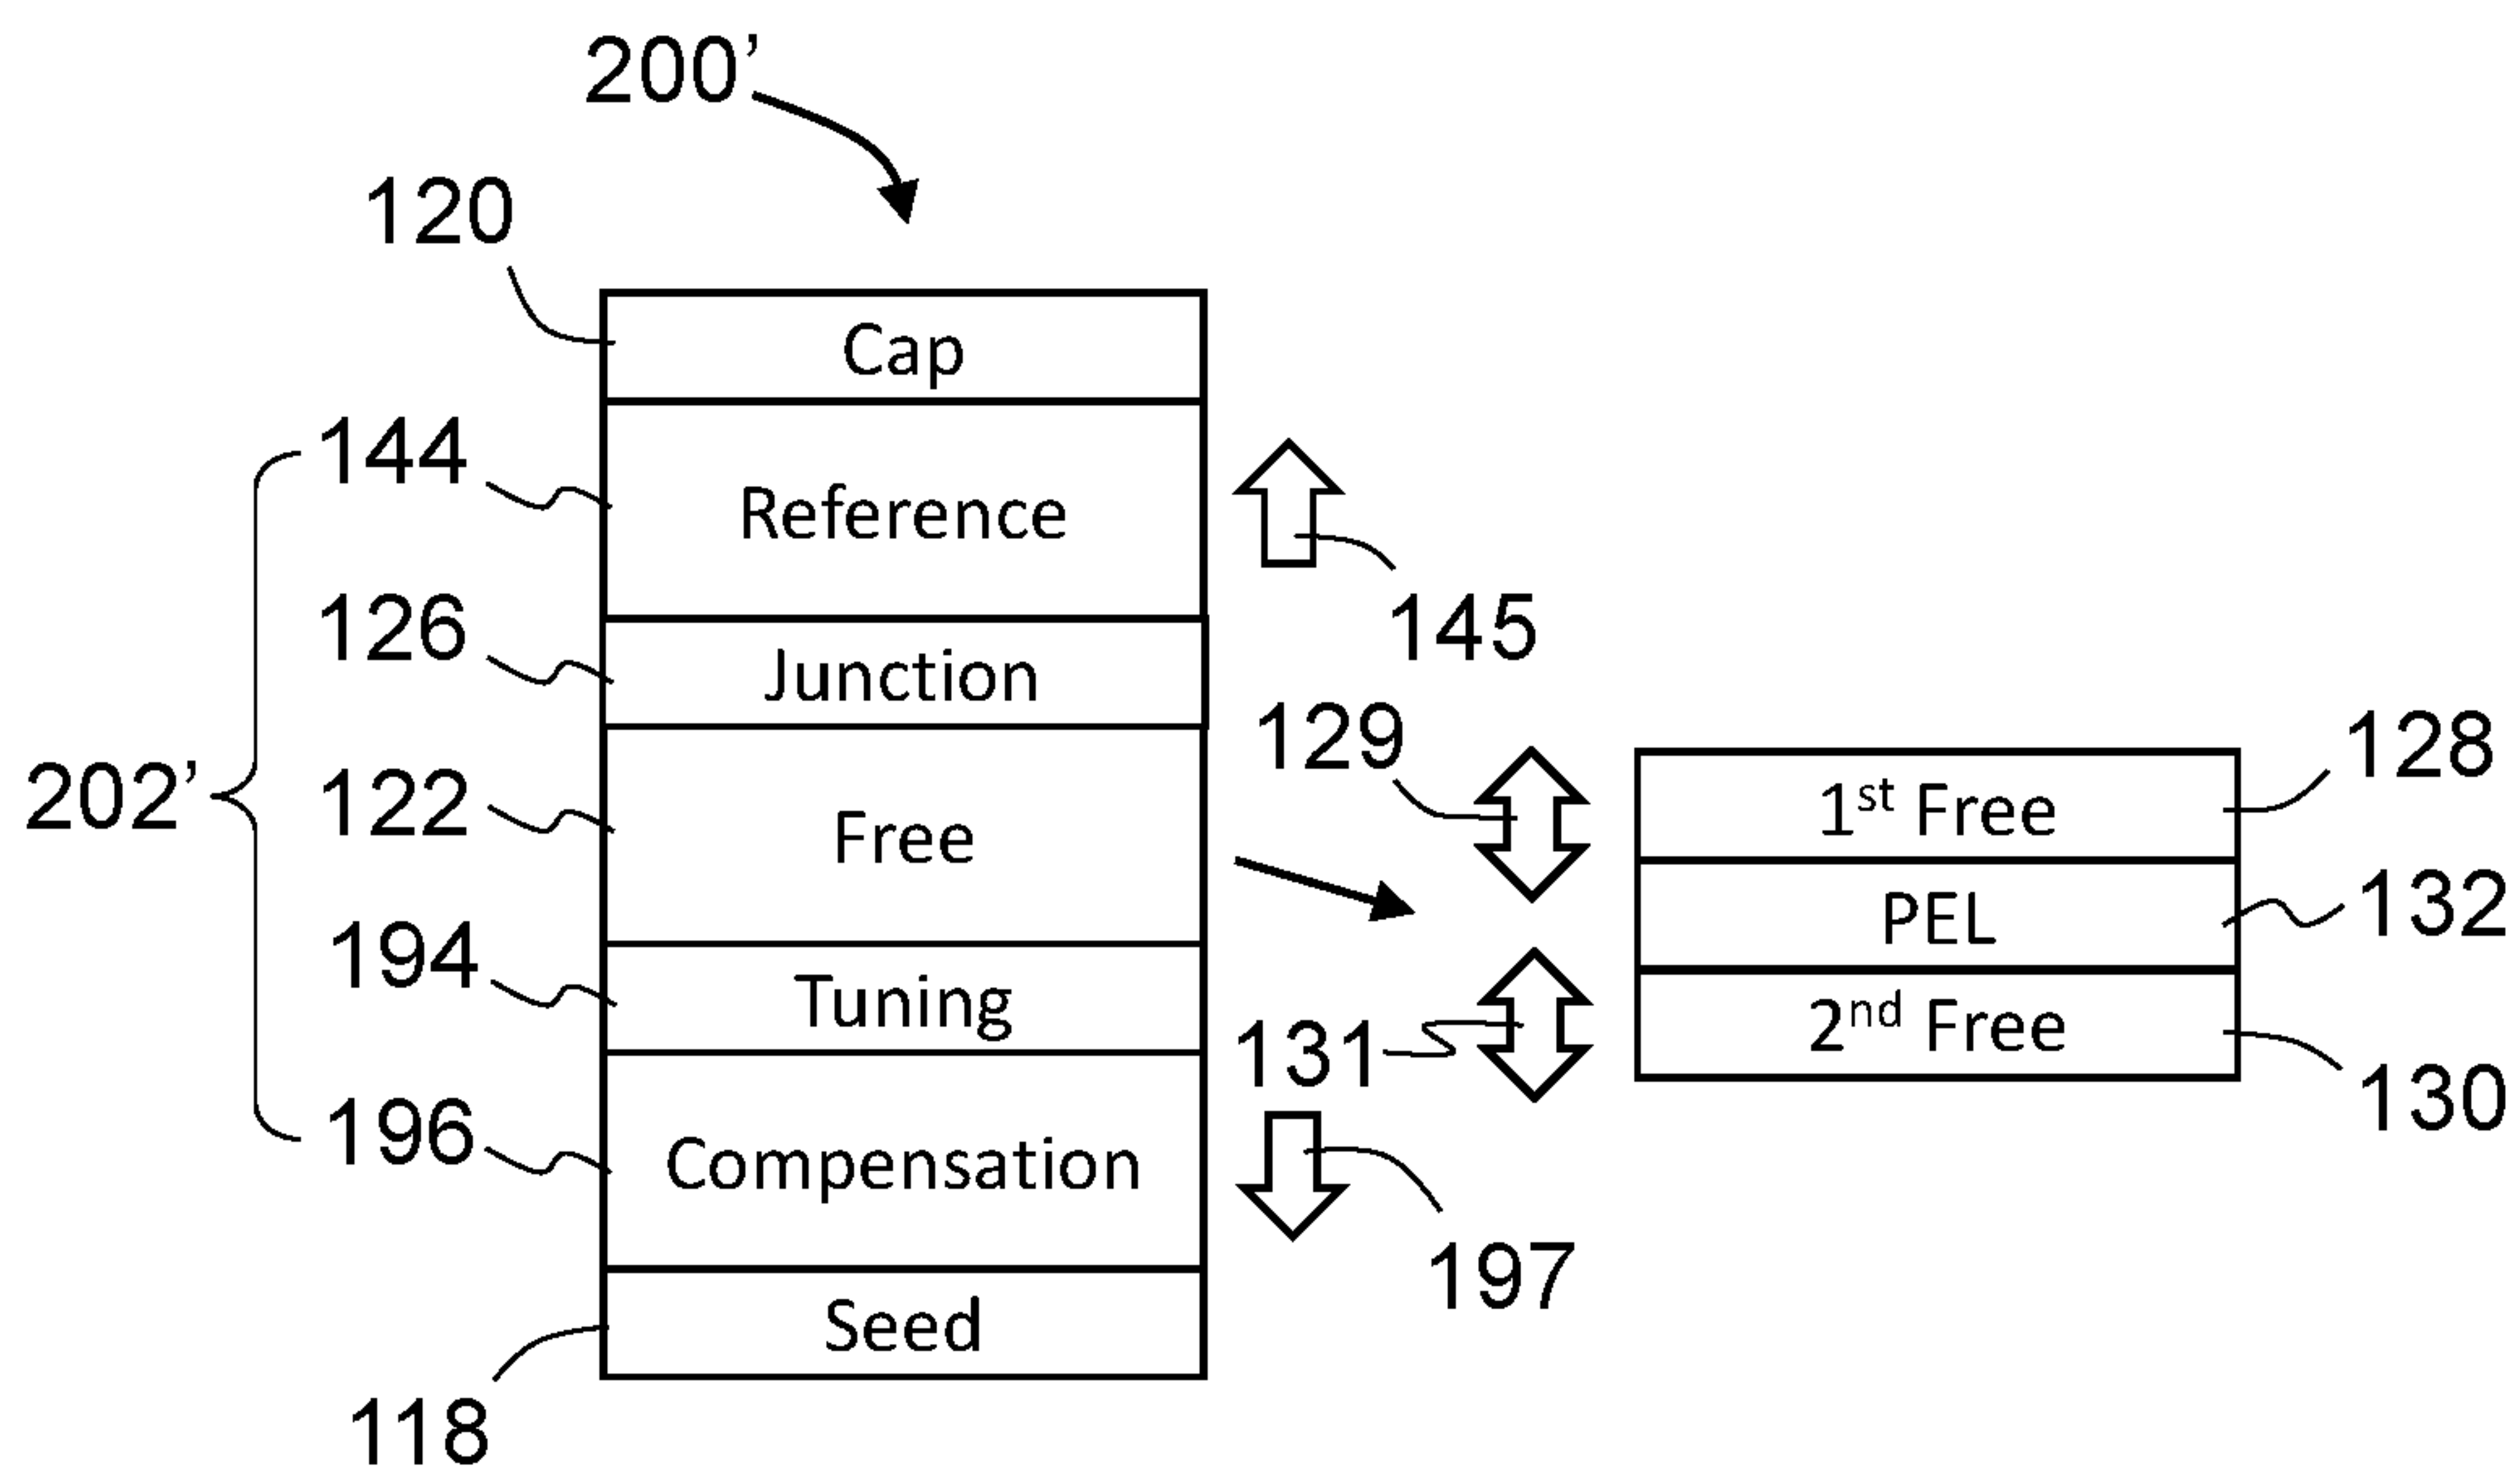 200’
120
Cap
144
Reference
145
126
Junction
202’
122
Free
129
1st Free
128
PEL
132
194
Tuning
131
2nd Free
130
196
Compensation
197
Seed
118